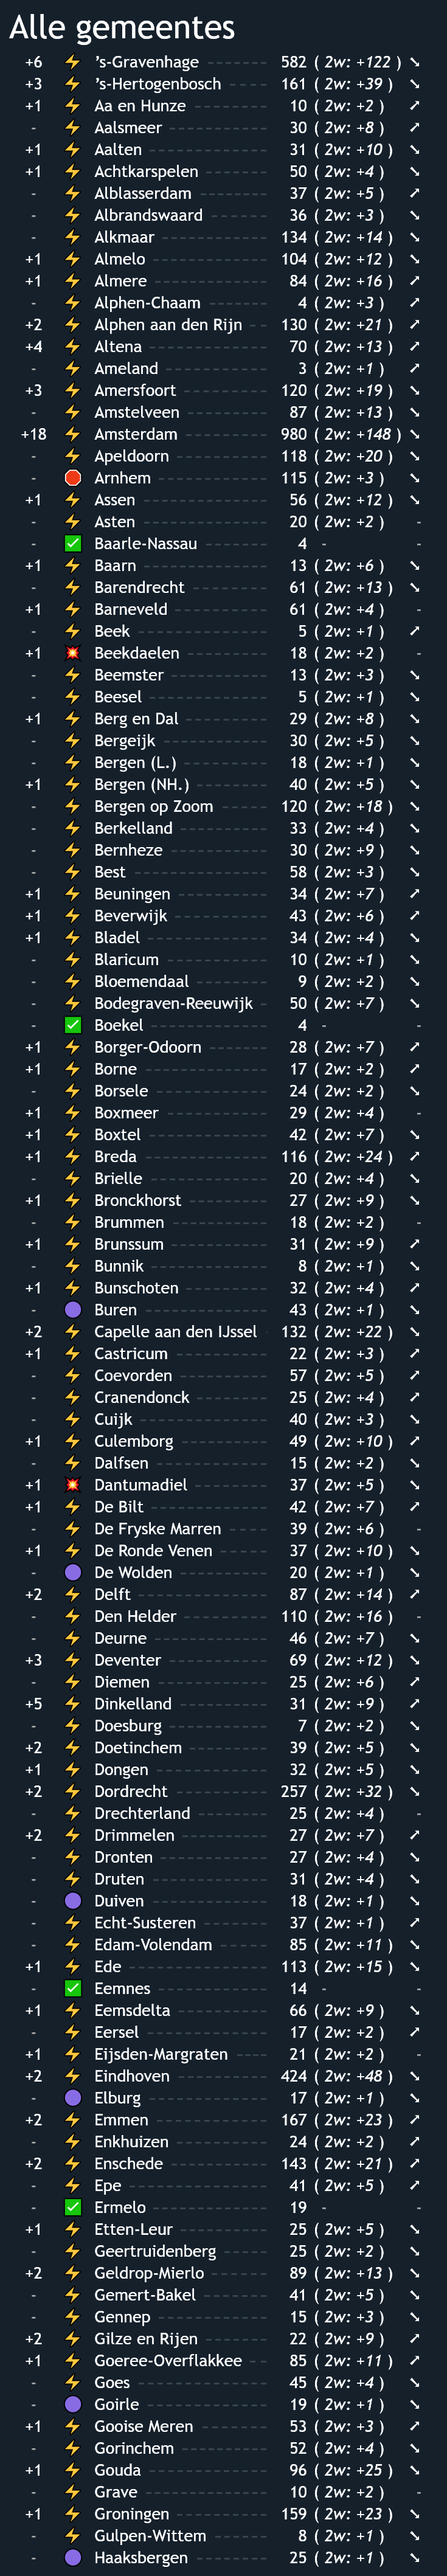 Alle gemeentes
+6 ⚡ ’s-Gravenhage 582 ( 2w: +122 ) ➘
+3 ⚡ ’s-Hertogenbosch 161 ( 2w: +39 ) ➘
+1 ⚡ Aa en Hunze 10 ( 2w: +2 ) ➚
- ⚡ Aalsmeer 30 ( 2w: +8 ) ➚
+1 ⚡ Aalten 31 ( 2w: +10 ) ➘
+1 ⚡ Achtkarspelen 50 ( 2w: +4 ) ➘
- ⚡ Alblasserdam 37 ( 2w: +5 ) ➚
- ⚡ Albrandswaard 36 ( 2w: +3 ) ➘
- ⚡ Alkmaar 134 ( 2w: +14 ) ➘
+1 ⚡ Almelo 104 ( 2w: +12 ) ➘
+1 ⚡ Almere 84 ( 2w: +16 ) ➚
- ⚡ Alphen-Chaam 4 ( 2w: +3 ) ➚
+2 ⚡ Alphen aan den Rijn 130 ( 2w: +21 ) ➚
+4 ⚡ Altena 70 ( 2w: +13 ) ➚
- ⚡ Ameland 3 ( 2w: +1 ) ➚
+3 ⚡ Amersfoort 120 ( 2w: +19 ) ➘
- ⚡ Amstelveen 87 ( 2w: +13 ) ➘
+18 ⚡ Amsterdam 980 ( 2w: +148 ) ➘
- ⚡ Apeldoorn 118 ( 2w: +20 ) ➘
- 🛑 Arnhem 115 ( 2w: +3 ) ➘
+1 ⚡ Assen 56 ( 2w: +12 ) ➘
- ⚡ Asten 20 ( 2w: +2 ) -
- ✅ Baarle-Nassau 4 - -
+1 ⚡ Baarn 13 ( 2w: +6 ) ➘
- ⚡ Barendrecht 61 ( 2w: +13 ) ➘
+1 ⚡ Barneveld 61 ( 2w: +4 ) -
- ⚡ Beek 5 ( 2w: +1 ) ➚
+1 💥 Beekdaelen 18 ( 2w: +2 ) -
- ⚡ Beemster 13 ( 2w: +3 ) ➘
- ⚡ Beesel 5 ( 2w: +1 ) ➘
+1 ⚡ Berg en Dal 29 ( 2w: +8 ) ➘
- ⚡ Bergeijk 30 ( 2w: +5 ) ➘
- ⚡ Bergen (L.) 18 ( 2w: +1 ) ➘
+1 ⚡ Bergen (NH.) 40 ( 2w: +5 ) ➘
- ⚡ Bergen op Zoom 120 ( 2w: +18 ) ➘
- ⚡ Berkelland 33 ( 2w: +4 ) ➘
- ⚡ Bernheze 30 ( 2w: +9 ) ➘
- ⚡ Best 58 ( 2w: +3 ) ➘
+1 ⚡ Beuningen 34 ( 2w: +7 ) ➚
+1 ⚡ Beverwijk 43 ( 2w: +6 ) ➚
+1 ⚡ Bladel 34 ( 2w: +4 ) ➘
- ⚡ Blaricum 10 ( 2w: +1 ) ➘
- ⚡ Bloemendaal 9 ( 2w: +2 ) ➘
- ⚡ Bodegraven-Reeuwijk 50 ( 2w: +7 ) ➘
- ✅ Boekel 4 - -
+1 ⚡ Borger-Odoorn 28 ( 2w: +7 ) ➚
+1 ⚡ Borne 17 ( 2w: +2 ) ➚
- ⚡ Borsele 24 ( 2w: +2 ) ➘
+1 ⚡ Boxmeer 29 ( 2w: +4 ) -
+1 ⚡ Boxtel 42 ( 2w: +7 ) ➘
+1 ⚡ Breda 116 ( 2w: +24 ) ➚
- ⚡ Brielle 20 ( 2w: +4 ) ➘
+1 ⚡ Bronckhorst 27 ( 2w: +9 ) ➘
- ⚡ Brummen 18 ( 2w: +2 ) -
+1 ⚡ Brunssum 31 ( 2w: +9 ) ➚
- ⚡ Bunnik 8 ( 2w: +1 ) ➘
+1 ⚡ Bunschoten 32 ( 2w: +4 ) ➚
- 🟣 Buren 43 ( 2w: +1 ) ➘
+2 ⚡ Capelle aan den IJssel 132 ( 2w: +22 ) ➘
+1 ⚡ Castricum 22 ( 2w: +3 ) ➚
- ⚡ Coevorden 57 ( 2w: +5 ) ➚
- ⚡ Cranendonck 25 ( 2w: +4 ) ➚
- ⚡ Cuijk 40 ( 2w: +3 ) ➘
+1 ⚡ Culemborg 49 ( 2w: +10 ) ➚
- ⚡ Dalfsen 15 ( 2w: +2 ) ➘
+1 💥 Dantumadiel 37 ( 2w: +5 ) ➘
+1 ⚡ De Bilt 42 ( 2w: +7 ) ➚
- ⚡ De Fryske Marren 39 ( 2w: +6 ) -
+1 ⚡ De Ronde Venen 37 ( 2w: +10 ) ➘
- 🟣 De Wolden 20 ( 2w: +1 ) ➘
+2 ⚡ Delft 87 ( 2w: +14 ) ➚
- ⚡ Den Helder 110 ( 2w: +16 ) -
- ⚡ Deurne 46 ( 2w: +7 ) ➘
+3 ⚡ Deventer 69 ( 2w: +12 ) ➘
- ⚡ Diemen 25 ( 2w: +6 ) ➚
+5 ⚡ Dinkelland 31 ( 2w: +9 ) ➚
- ⚡ Doesburg 7 ( 2w: +2 ) ➘
+2 ⚡ Doetinchem 39 ( 2w: +5 ) ➘
+1 ⚡ Dongen 32 ( 2w: +5 ) ➘
+2 ⚡ Dordrecht 257 ( 2w: +32 ) ➘
- ⚡ Drechterland 25 ( 2w: +4 ) -
+2 ⚡ Drimmelen 27 ( 2w: +7 ) ➚
- ⚡ Dronten 27 ( 2w: +4 ) ➘
- ⚡ Druten 31 ( 2w: +4 ) ➘
- 🟣 Duiven 18 ( 2w: +1 ) ➘
- ⚡ Echt-Susteren 37 ( 2w: +1 ) ➚
- ⚡ Edam-Volendam 85 ( 2w: +11 ) ➘
+1 ⚡ Ede 113 ( 2w: +15 ) ➘
- ✅ Eemnes 14 - -
+1 ⚡ Eemsdelta 66 ( 2w: +9 ) ➘
- ⚡ Eersel 17 ( 2w: +2 ) ➚
+1 ⚡ Eijsden-Margraten 21 ( 2w: +2 ) -
+2 ⚡ Eindhoven 424 ( 2w: +48 ) ➘
- 🟣 Elburg 17 ( 2w: +1 ) ➘
+2 ⚡ Emmen 167 ( 2w: +23 ) ➚
- ⚡ Enkhuizen 24 ( 2w: +2 ) ➚
+2 ⚡ Enschede 143 ( 2w: +21 ) ➚
- ⚡ Epe 41 ( 2w: +5 ) ➚
- ✅ Ermelo 19 - -
+1 ⚡ Etten-Leur 25 ( 2w: +5 ) ➘
- ⚡ Geertruidenberg 25 ( 2w: +2 ) ➘
+2 ⚡ Geldrop-Mierlo 89 ( 2w: +13 ) ➘
- ⚡ Gemert-Bakel 41 ( 2w: +5 ) ➘
- ⚡ Gennep 15 ( 2w: +3 ) ➘
+2 ⚡ Gilze en Rijen 22 ( 2w: +9 ) ➚
+1 ⚡ Goeree-Overflakkee 85 ( 2w: +11 ) ➚
- ⚡ Goes 45 ( 2w: +4 ) ➘
- 🟣 Goirle 19 ( 2w: +1 ) ➘
+1 ⚡ Gooise Meren 53 ( 2w: +3 ) ➚
- ⚡ Gorinchem 52 ( 2w: +4 ) ➘
+1 ⚡ Gouda 96 ( 2w: +25 ) ➘
- ⚡ Grave 10 ( 2w: +2 ) -
+1 ⚡ Groningen 159 ( 2w: +23 ) ➘
- ⚡ Gulpen-Wittem 8 ( 2w: +1 ) ➘
- 🟣 Haaksbergen 25 ( 2w: +1 ) ➘